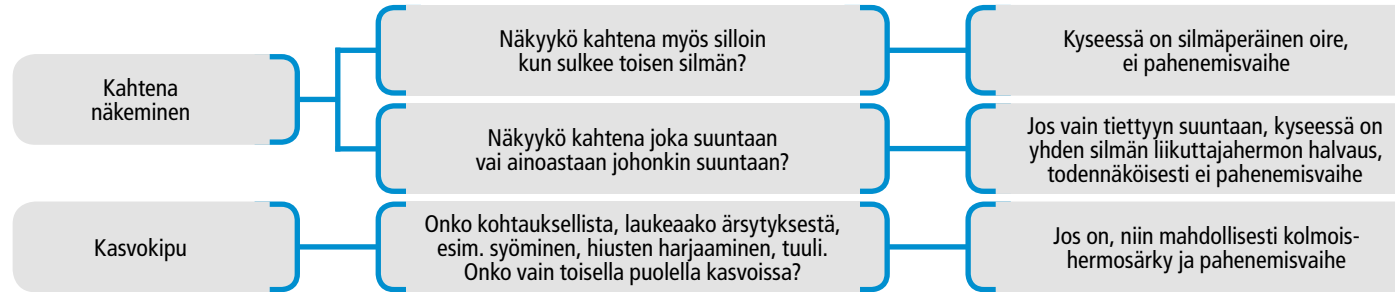 Kahtena
näkeminen
Näkyykö kahtena myös silloin
kun sulkee toisen silmän?
Kyseessä on silmäperäinen oire,
ei pahenemisvaihe
Näkyykö kahtena joka suuntaan
vai ainoastaan johonkin suuntaan?
Jos vain tiettyyn suuntaan, kyseessä on
yhden silmän liikuttajahermon halvaus,
todennäköisesti ei pahenemisvaihe
Kasvokipu
Onko kohtauksellista, laukeaako ärsytyksestä,
esim. syöminen, hiusten harjaaminen, tuuli.
Onko vain toisella puolella kasvoissa?
Jos on, niin mahdollisesti kolmois-
hermosärky ja pahenemisvaihe